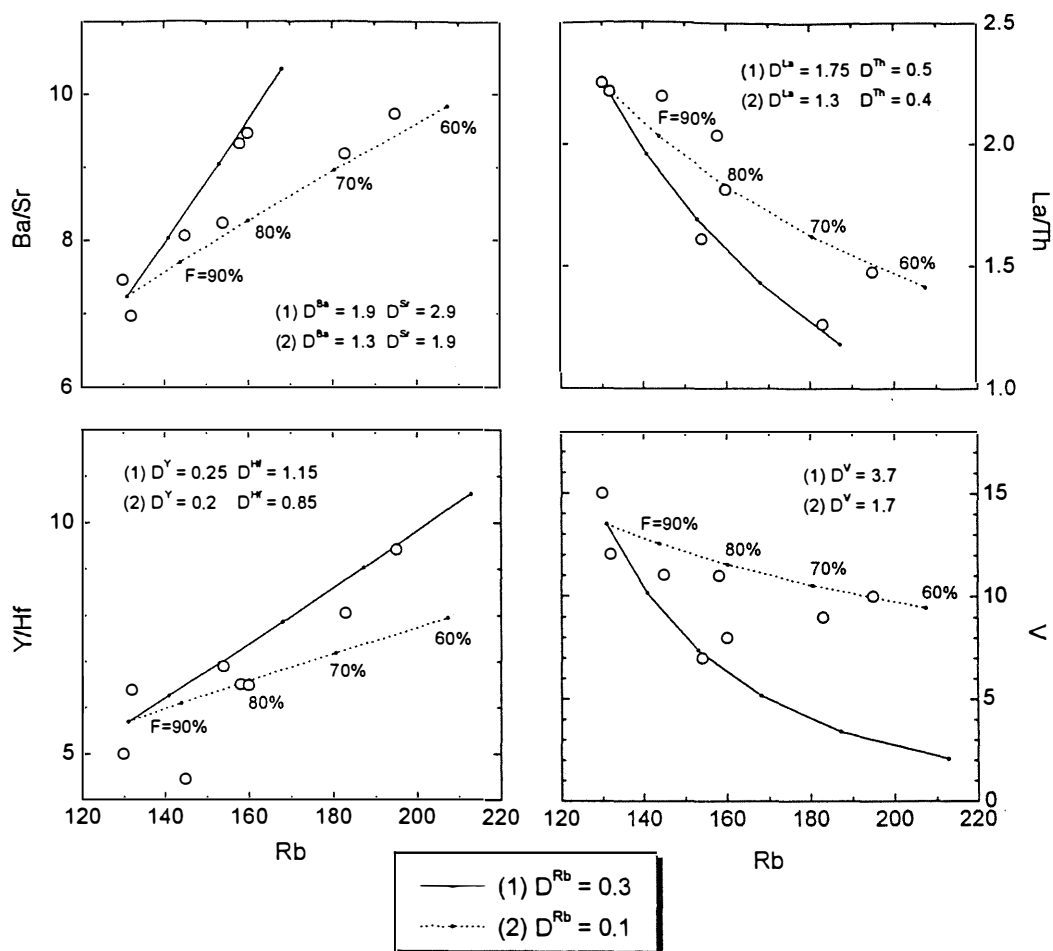 10
8
6
Ba/Sr
F=90%
80%
70%
60%
(1) D^Ba = 1.9 D^Sr = 2.9
(2) D^Ba = 1.3 D^Sr = 1.9
2.5
2.0
1.5
1.0
La/Th
(1) D^La = 1.75 D^Th = 0.5
(2) D^La = 1.3 D^Th = 0.4
F=90%
80%
70%
60%
10
5
Y/Hf
(1) D^Y = 0.25 D^Hf = 1.15
(2) D^Y = 0.2 D^Hf = 0.85
F=90%
80%
70%
60%
120 140 160 180 200 220
Rb
15
10
5
0
V
(1) D^V = 3.7
(2) D^V = 1.7
F=90%
80%
70%
60%
120 140 160 180 200 220
Rb
(1) D^Rb = 0.3
(2) D^Rb = 0.1